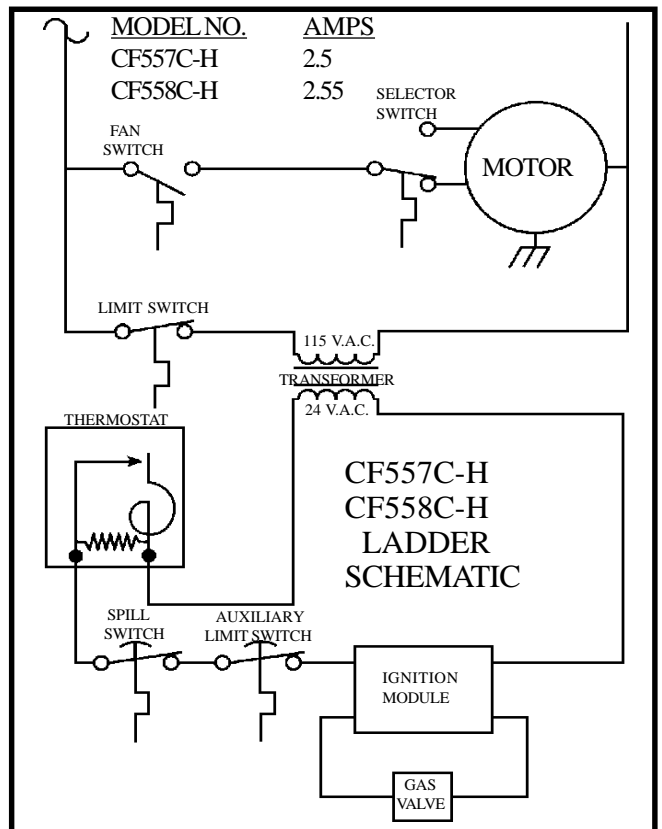 MODEL NO. AMPS
CF557C-H 2.5
CF558C-H 2.55
SELECTOR
SWITCH
FAN
SWITCH
MOTOR
LIMIT SWITCH
115 V.A.C.
TRANSFORMER
24 V.A.C.
THERMOSTAT
CF557C-H
CF558C-H
LADDER
SCHEMATIC
SPILL
SWITCH
AUXILIARY
LIMIT SWITCH
IGNITION
MODULE
GAS
VALVE